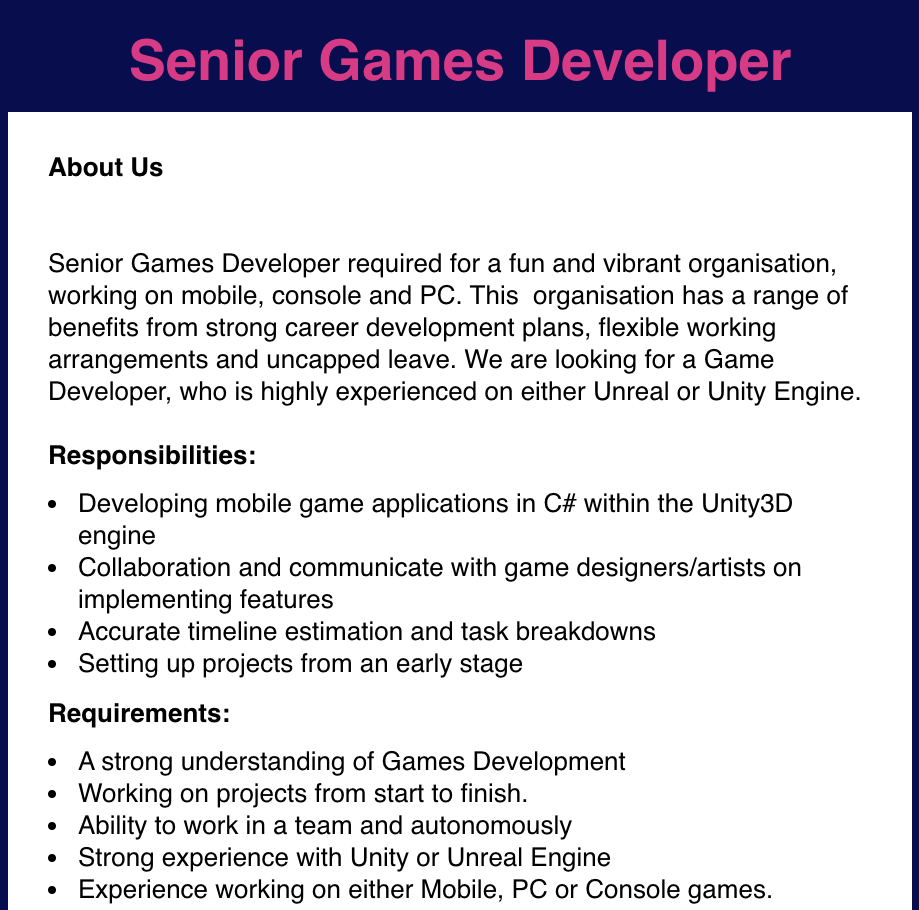 Senior Games Developer
About Us
Senior Games Developer required for a fun and vibrant organisation,
working on mobile, console and PC. This  organisation has a range of
benefits from strong career development plans, flexible working
arrangements and uncapped leave. We are looking for a Game
Developer, who is highly experienced on either Unreal or Unity Engine.
Responsibilities:
• Developing mobile game applications in C# within the Unity3D
engine
• Collaboration and communicate with game designers/artists on
implementing features
• Accurate timeline estimation and task breakdowns
• Setting up projects from an early stage
Requirements:
• A strong understanding of Games Development
• Working on projects from start to finish.
• Ability to work in a team and autonomously
• Strong experience with Unity or Unreal Engine
• Experience working on either Mobile, PC or Console games.